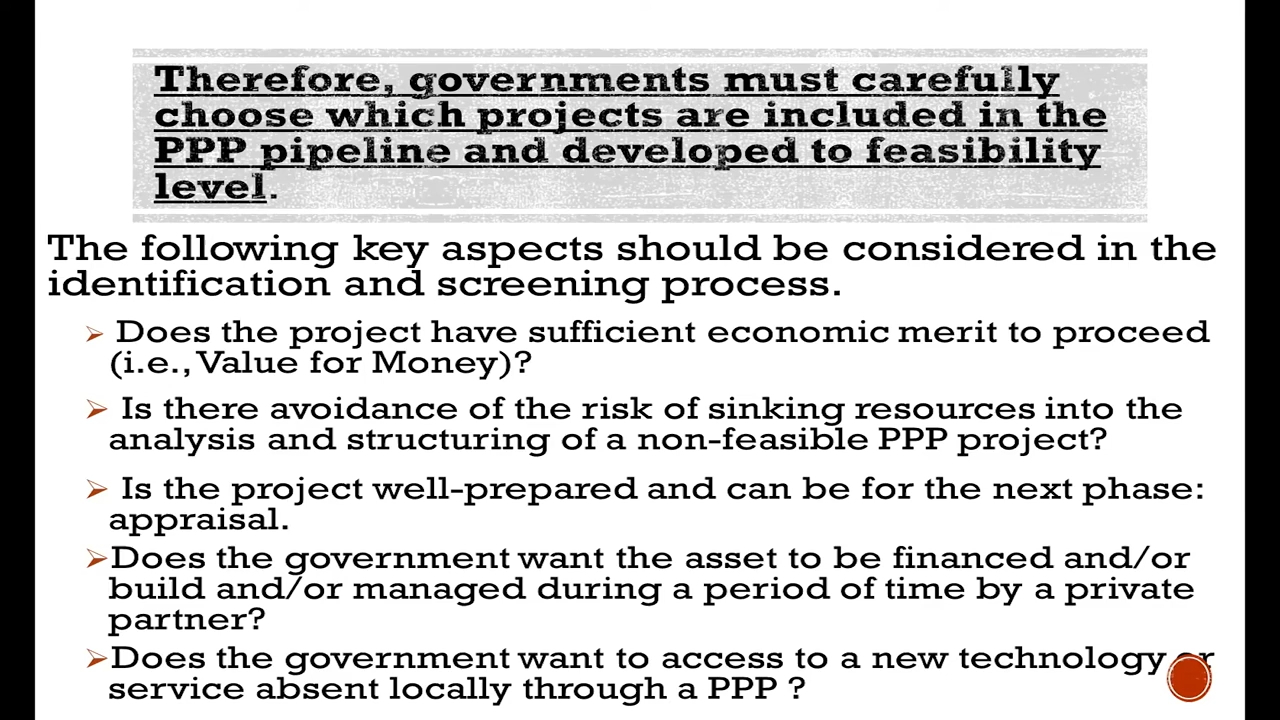 Therefore, governments must carefully
choose which projects are included in the
PPP pipeline and developed to feasibility
level.
The following key aspects should be considered in the
identification and screening process.
➢ Does the project have sufficient economic merit to proceed
(i.e., Value for Money)?
➢ Is there avoidance of the risk of sinking resources into the
analysis and structuring of a non-feasible PPP project?
➢ Is the project well-prepared and can be for the next phase:
appraisal.
➢Does the government want the asset to be financed and/or
build and/or managed during a period of time by a private
partner?
➢Does the government want to access to a new technology or
service absent locally through a PPP ?